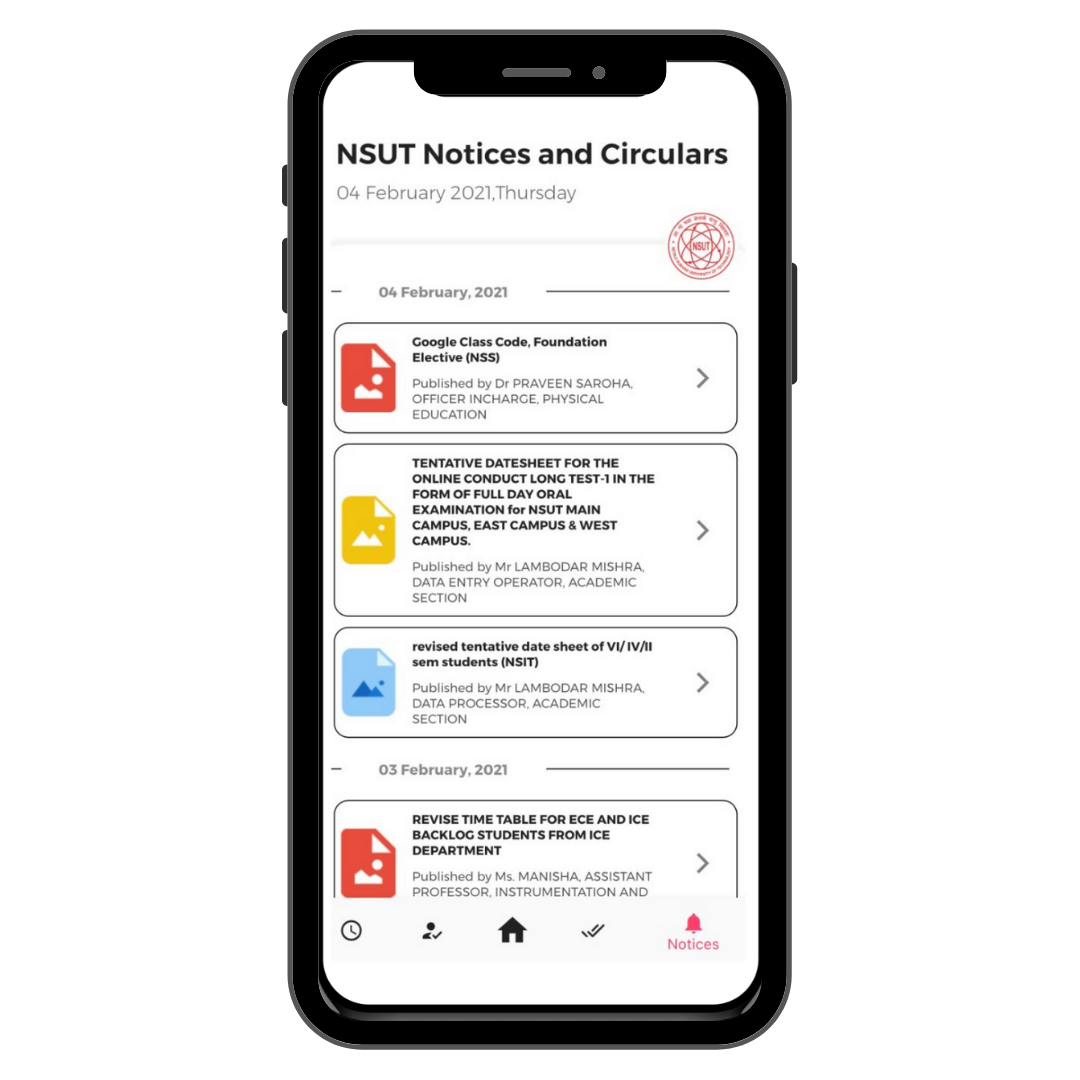 NSUT Notices and Circulars
04 February 2021,Thursday
NSUT
04 February, 2021
Google Class Code, Foundation
Elective (NSS)
Published by Dr PRAVEEN SAROHA,
OFFICER INCHARGE, PHYSICAL
EDUCATION
TENTATIVE DATESHEET FOR THE
ONLINE CONDUCT LONG TEST-1 IN THE
FORM OF FULL DAY ORAL
EXAMINATION for NSUT MAIN
CAMPUS, EAST CAMPUS & WEST
CAMPUS.
Published by Mr LAMBODAR MISHRA,
DATA ENTRY OPERATOR, ACADEMIC
SECTION
revised tentative date sheet of VI/ IV/II
sem students (NSIT)
Published by Mr LAMBODAR MISHRA,
DATA PROCESSOR, ACADEMIC
SECTION
03 February, 2021
REVISE TIME TABLE FOR ECE AND ICE
BACKLOG STUDENTS FROM ICE
DEPARTMENT
Published by Ms. MANISHA, ASSISTANT
PROFESSOR, INSTRUMENTATION AND
Notices